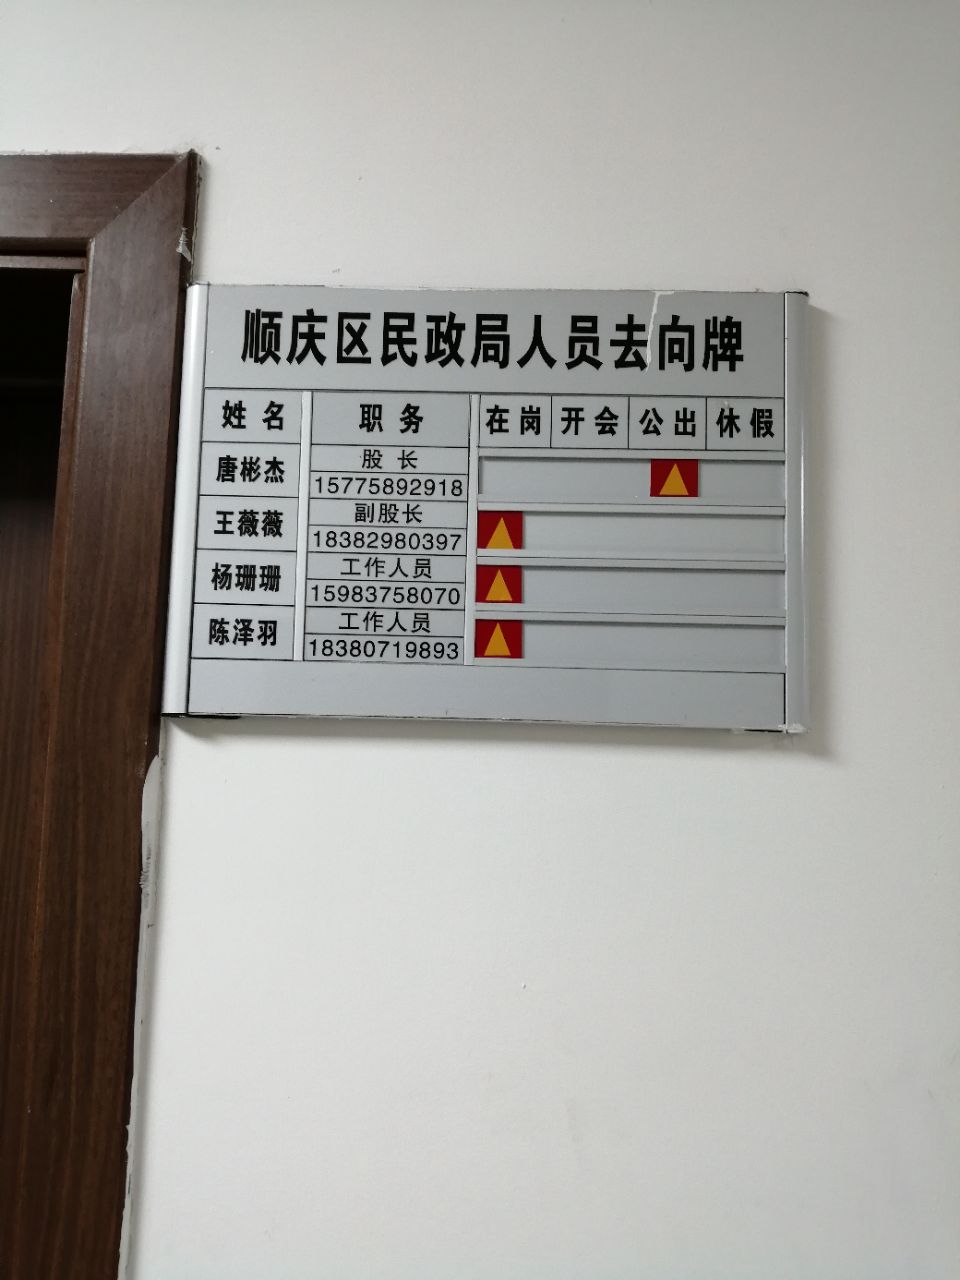 顺庆区民政局人员去向牌
姓名 职务 在岗 开会 公出 休假
唐彬杰 股长
15775892918
王薇薇 副股长
18382980397
杨珊珊 工作人员
15983758070
陈泽羽 工作人员
18380719893